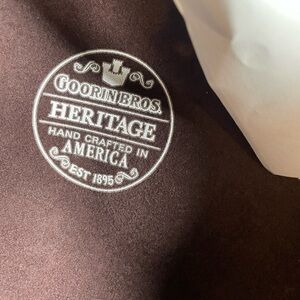 GOORIN BROS.
HERITAGE
HAND CRAFTED IN
AMERICA
EST 1895